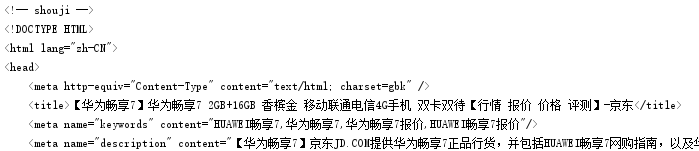 <!-- shouji -->
<!DOCTYPE HTML>
<html lang="zh-CN">
<head>
<meta http-equiv="Content-Type" content="text/html; charset=gbk" />
<title>【华为畅享7】华为畅享7 2GB+16GB 香槟金 移动联通电信4G手机 双卡双待【行情 报价 价格 评测】-京东</title>
<meta name="keywords" content="HUAWEI畅享7,华为畅享7,华为畅享7报价,HUAWEI畅享7报价"/>
<meta name="description" content="【华为畅享7】京东JD.COM提供华为畅享7正品行货，并包括HUAWEI畅享7网购指南，以及